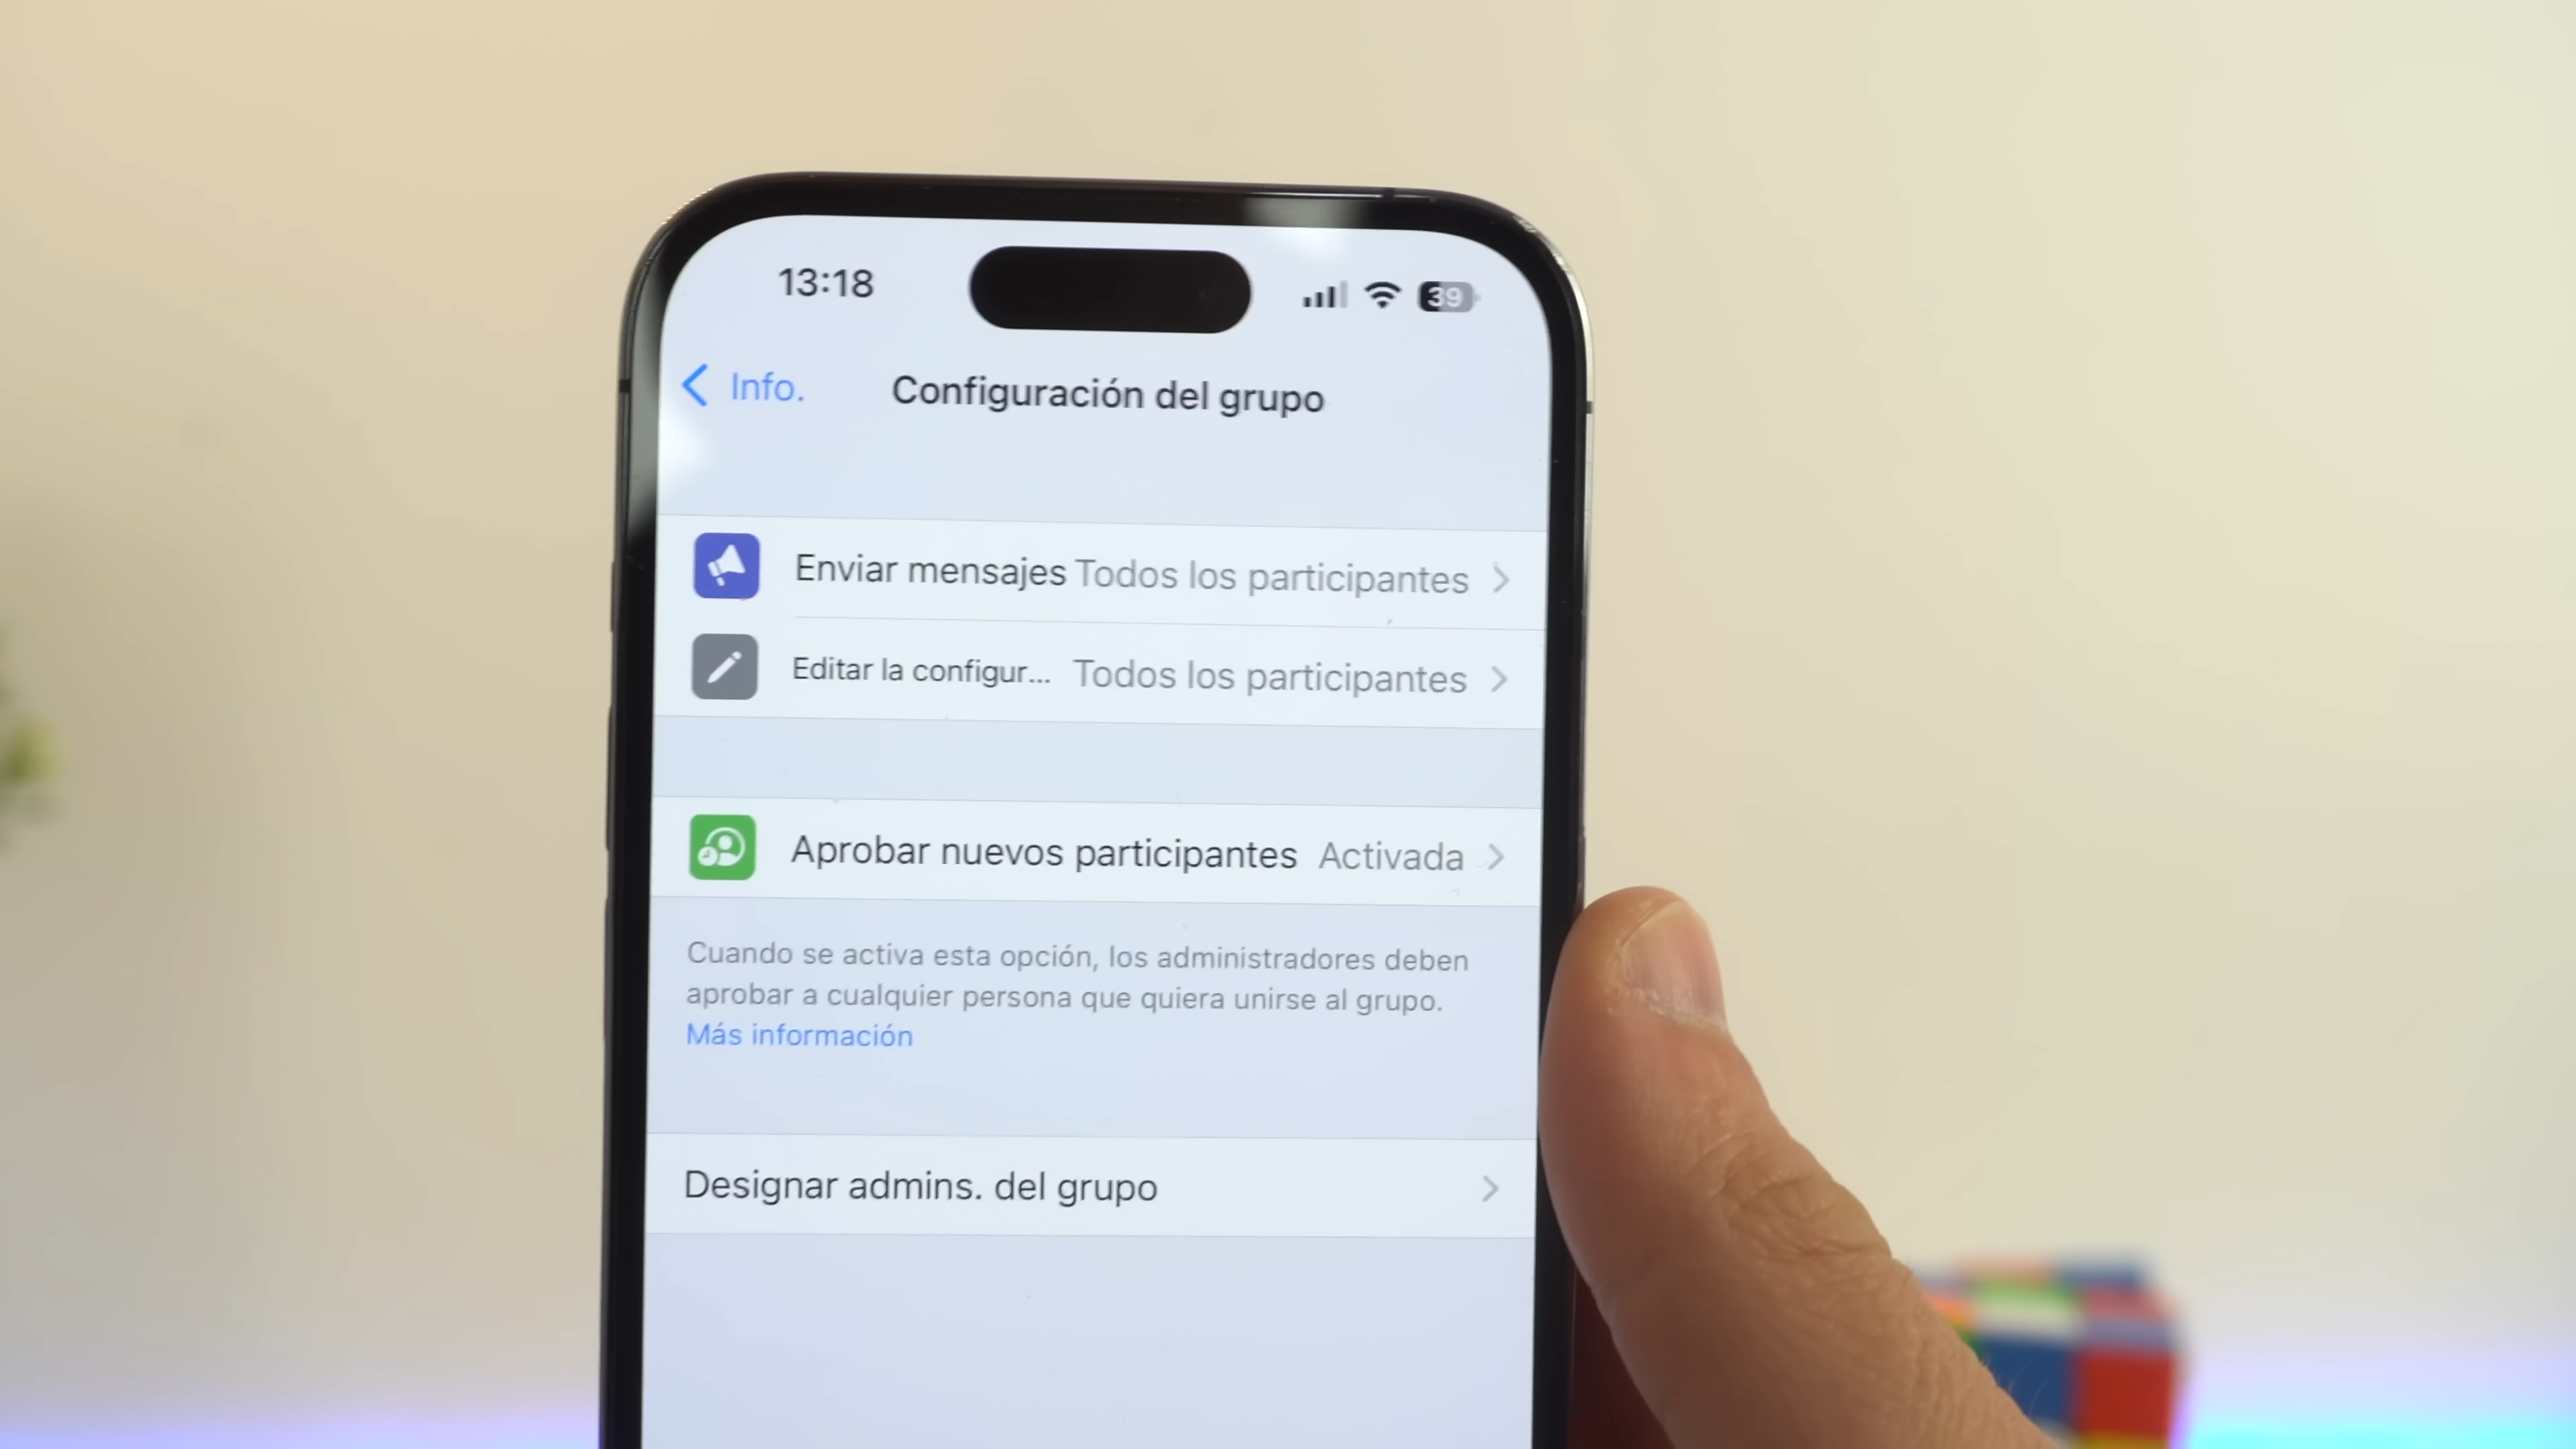 13:18
39
Info.
Configuración del grupo
Enviar mensajes Todos los participantes
Editar la configur... Todos los participantes
Aprobar nuevos participantes Activada
Cuando se activa esta opción, los administradores deben
aprobar a cualquier persona que quiera unirse al grupo.
Más información
Designar admins. del grupo